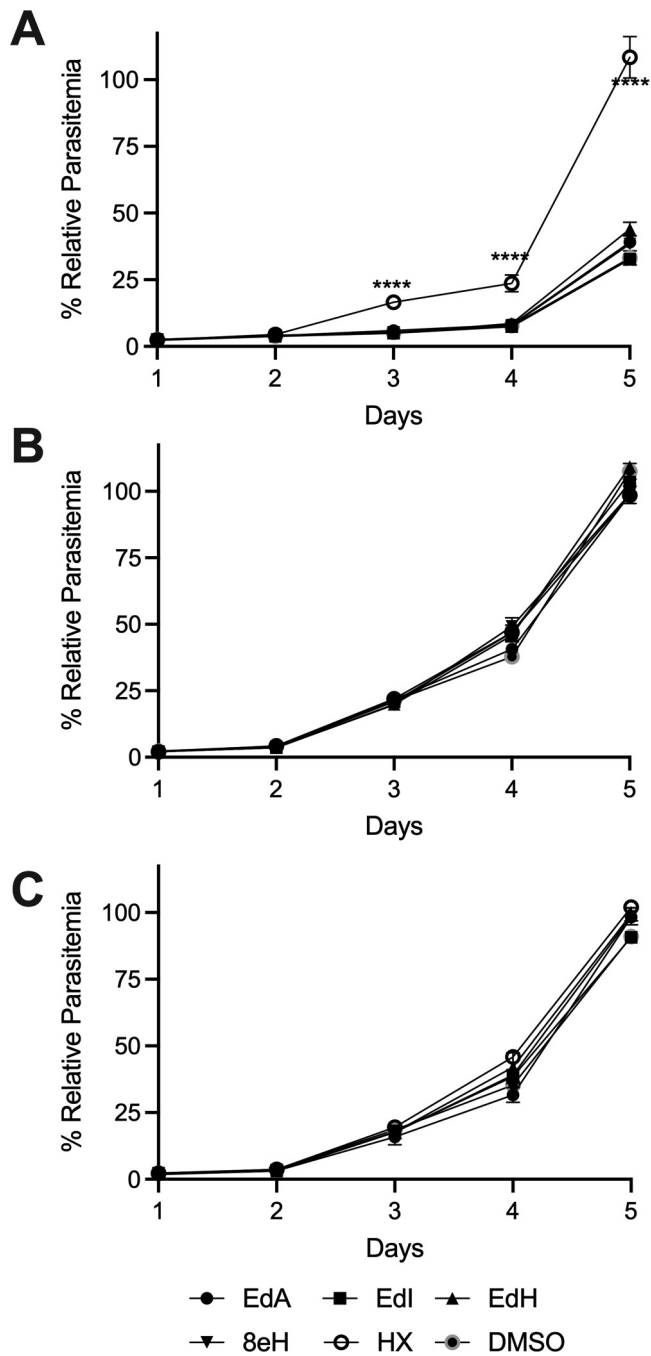 A
% Relative Parasitemia
100
75
50
25
0
****
****
****
1 2 3 4 5
Days
B
% Relative Parasitemia
100
75
50
25
0
1 2 3 4 5
Days
C
% Relative Parasitemia
100
75
50
25
0
1 2 3 4 5
Days
EdA EdI EdH
8eH HX DMSO